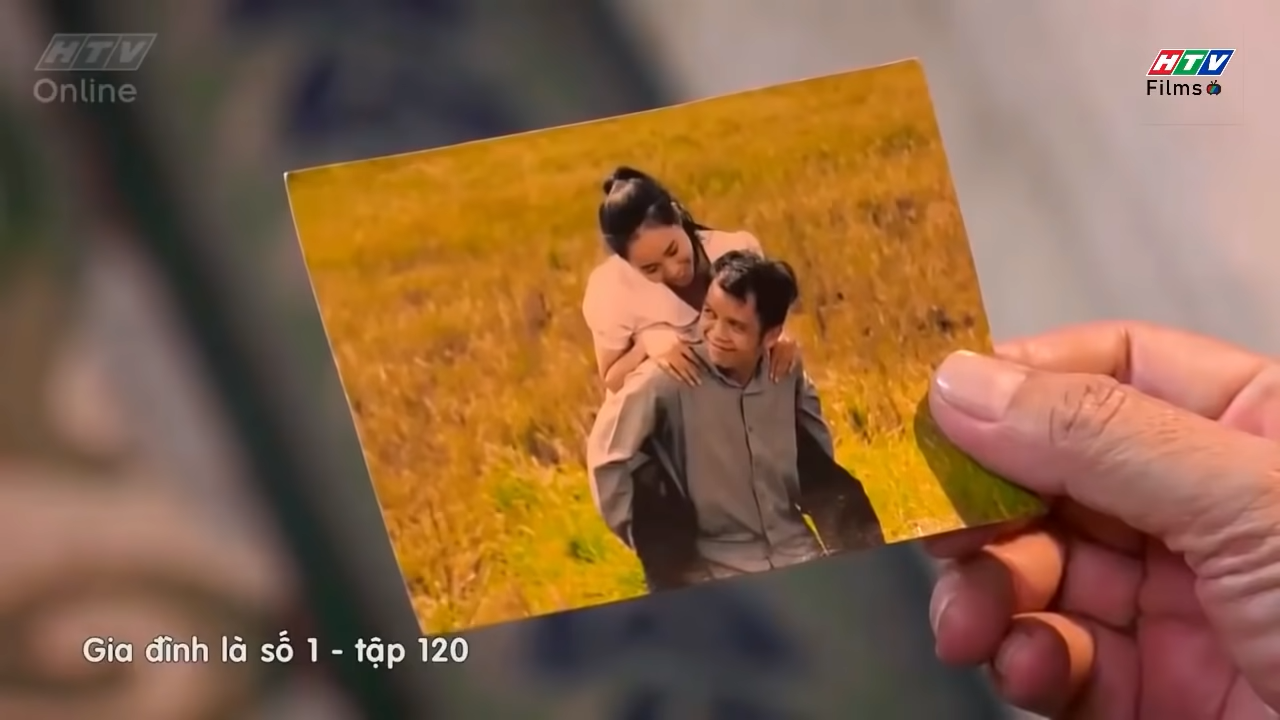 HTV
Online
HTV
Films
Gia đình là số 1 - tập 120